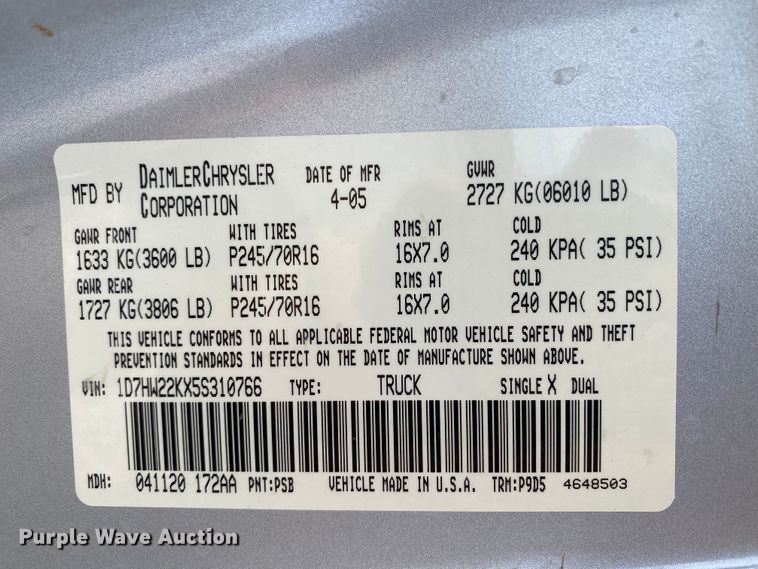 MFD BY DAIMLERCHRYSLER CORPORATION DATE OF MFR 4-05 GVWR 2727 KG(06010 LB)
GAWR FRONT WITH TIRES RIMS AT COLD
1633 KG(3600 LB) P245/70R16 16X7.0 240 KPA( 35 PSI)
GAWR REAR WITH TIRES RIMS AT COLD
1727 KG(3806 LB) P245/70R16 16X7.0 240 KPA( 35 PSI)
THIS VEHICLE CONFORMS TO ALL APPLICABLE FEDERAL MOTOR VEHICLE SAFETY AND THEFT
PREVENTION STANDARDS IN EFFECT ON THE DATE OF MANUFACTURE SHOWN ABOVE.
VIN: 1D7HW22KX5S310766 TYPE: TRUCK SINGLE X DUAL
MDH: 041120 172AA PNT:PSB VEHICLE MADE IN U.S.A. TRM:P9D5 4648503
Purple Wave Auction